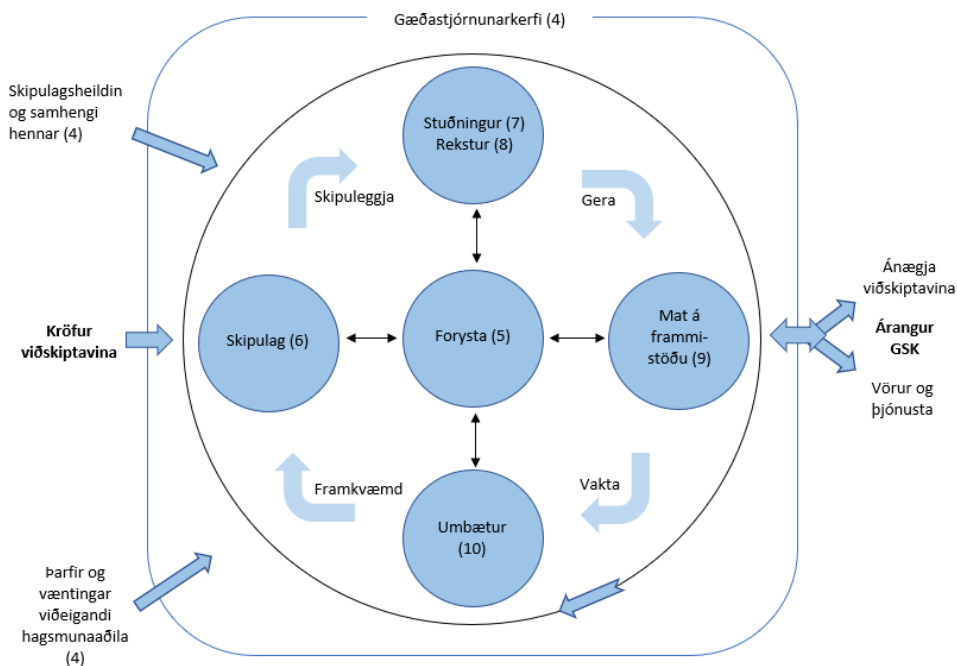 Gæðastjórnunarkerfi (4)
Skipulagsheildin
og samhengi
hennar (4)
Stuðningur (7)
Rekstur (8)
Skipuleggja
Gera
Ánægja
viðskiptavina
Kröfur
viðskiptavina
Skipulag (6)
Forysta (5)
Mat á
frammi-
stöðu (9)
Árangur
GSK
Vörur og
þjónusta
Framkvæmd
Vakta
Umbætur
(10)
Þarfir og
væntingar
viðeigandi
hagsmunaaðila
(4)